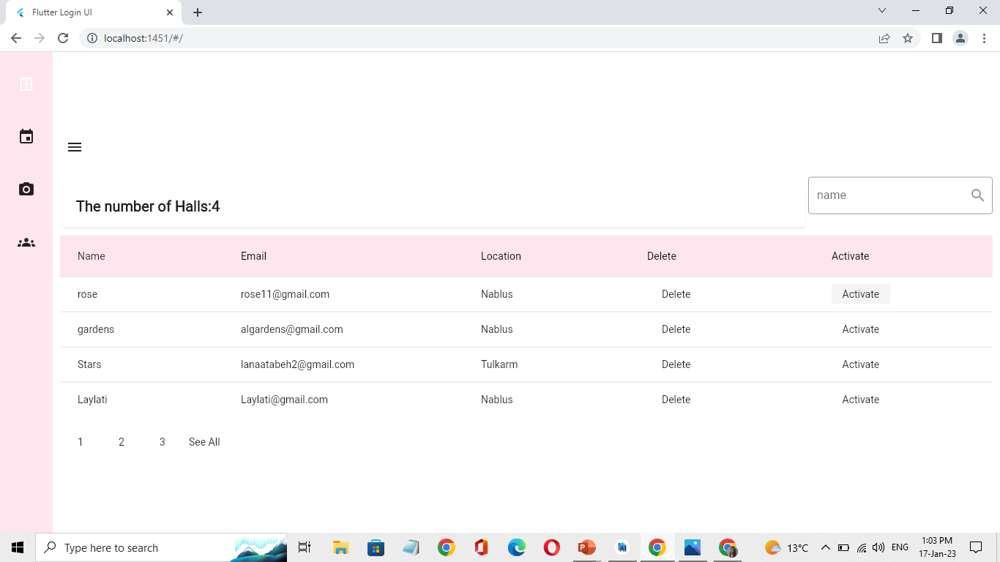 Flutter Login UI
localhost:1451/#/
The number of Halls:4
name
Name Email Location Delete Activate
rose rose11@gmail.com Nablus Delete Activate
gardens algardens@gmail.com Nablus Delete Activate
Stars lanaatabeh2@gmail.com Tulkarm Delete Activate
Laylati Laylati@gmail.com Nablus Delete Activate
1 2 3 See All
Type here to search
13°C
ENG
1:03 PM
17-Jan-23